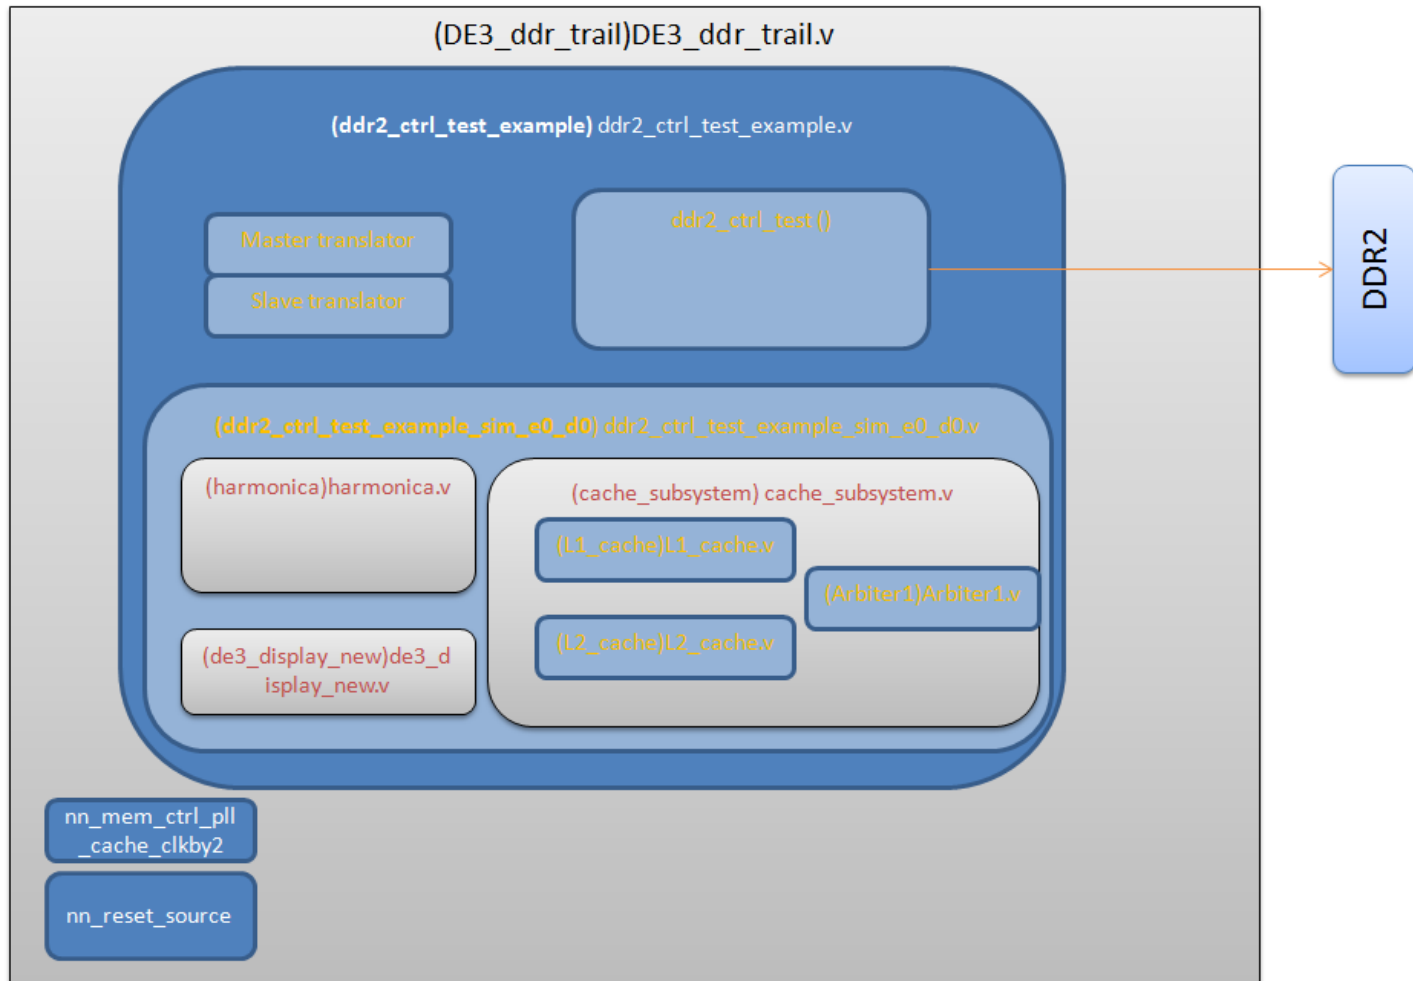 (DE3_ddr_trail)DE3_ddr_trail.v
(ddr2_ctrl_test_example) ddr2_ctrl_test_example.v
Master translator
Slave translator
ddr2_ctrl_test ()
DDR2
(ddr2_ctrl_test_example_sim_e0_d0) ddr2_ctrl_test_example_sim_e0_d0.v
(harmonica)harmonica.v
(cache_subsystem) cache_subsystem.v
(L1_cache)L1_cache.v
(Arbiter1)Arbiter1.v
(L2_cache)L2_cache.v
(de3_display_new)de3_d
isplay_new.v
nn_mem_ctrl_pll
_cache_clkby2
nn_reset_source